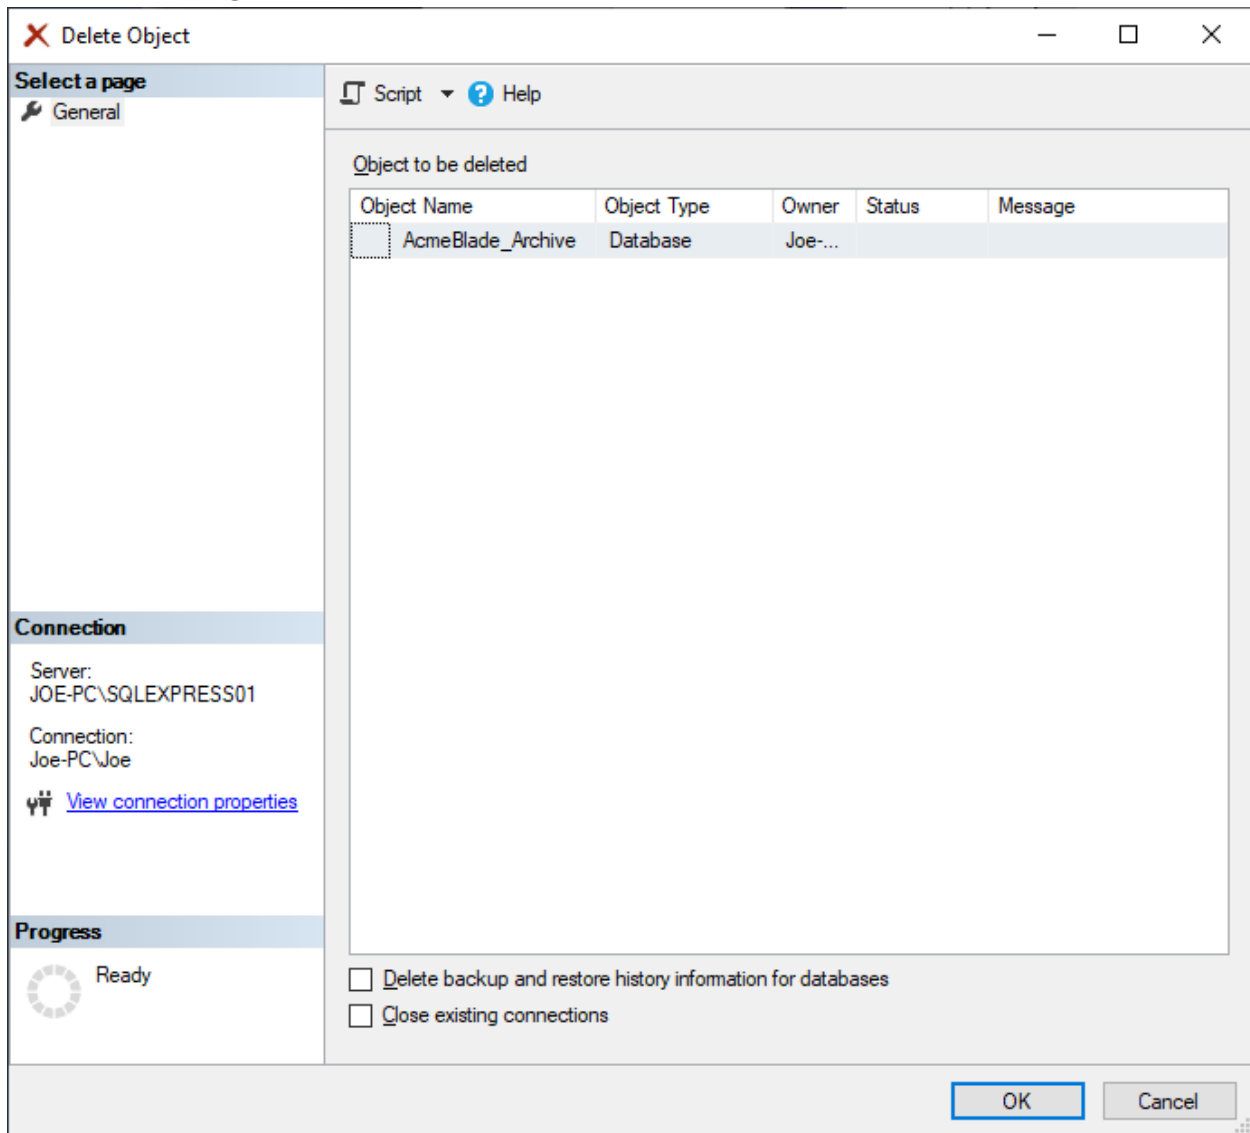 Delete Object
Select a page
General
Script
Help
Object to be deleted
Object Name Object Type Owner Status Message
AcmeBlade_Archive Database Joe-...
Connection
Server:
JOE-PC\SQLEXPRESS01
Connection:
Joe-PC\Joe
View connection properties
Progress
Ready
Delete backup and restore history information for databases
Close existing connections
OK Cancel